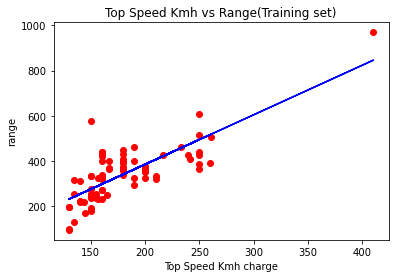 Top Speed Kmh vs Range(Training set)
1000
800
600
400
200
range
150 200 250 300 350 400
Top Speed Kmh charge